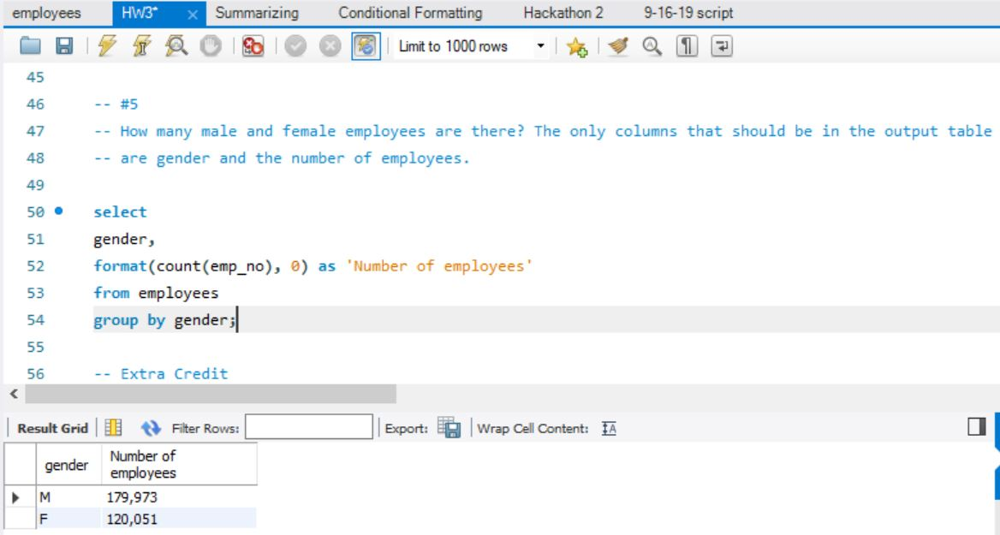 employees HW3* × Summarizing Conditional Formatting Hackathon 2 9-16-19 script
Limit to 1000 rows
45
46 -- #5
47 -- How many male and female employees are there? The only columns that should be in the output table
48 -- are gender and the number of employees.
49
50 select
51 gender,
52 format(count(emp_no), 0) as 'Number of employees'
53 from employees
54 group by gender;
55
56 -- Extra Credit
Result Grid Filter Rows: Export: Wrap Cell Content:
gender Number of
employees
M 179,973
F 120,051